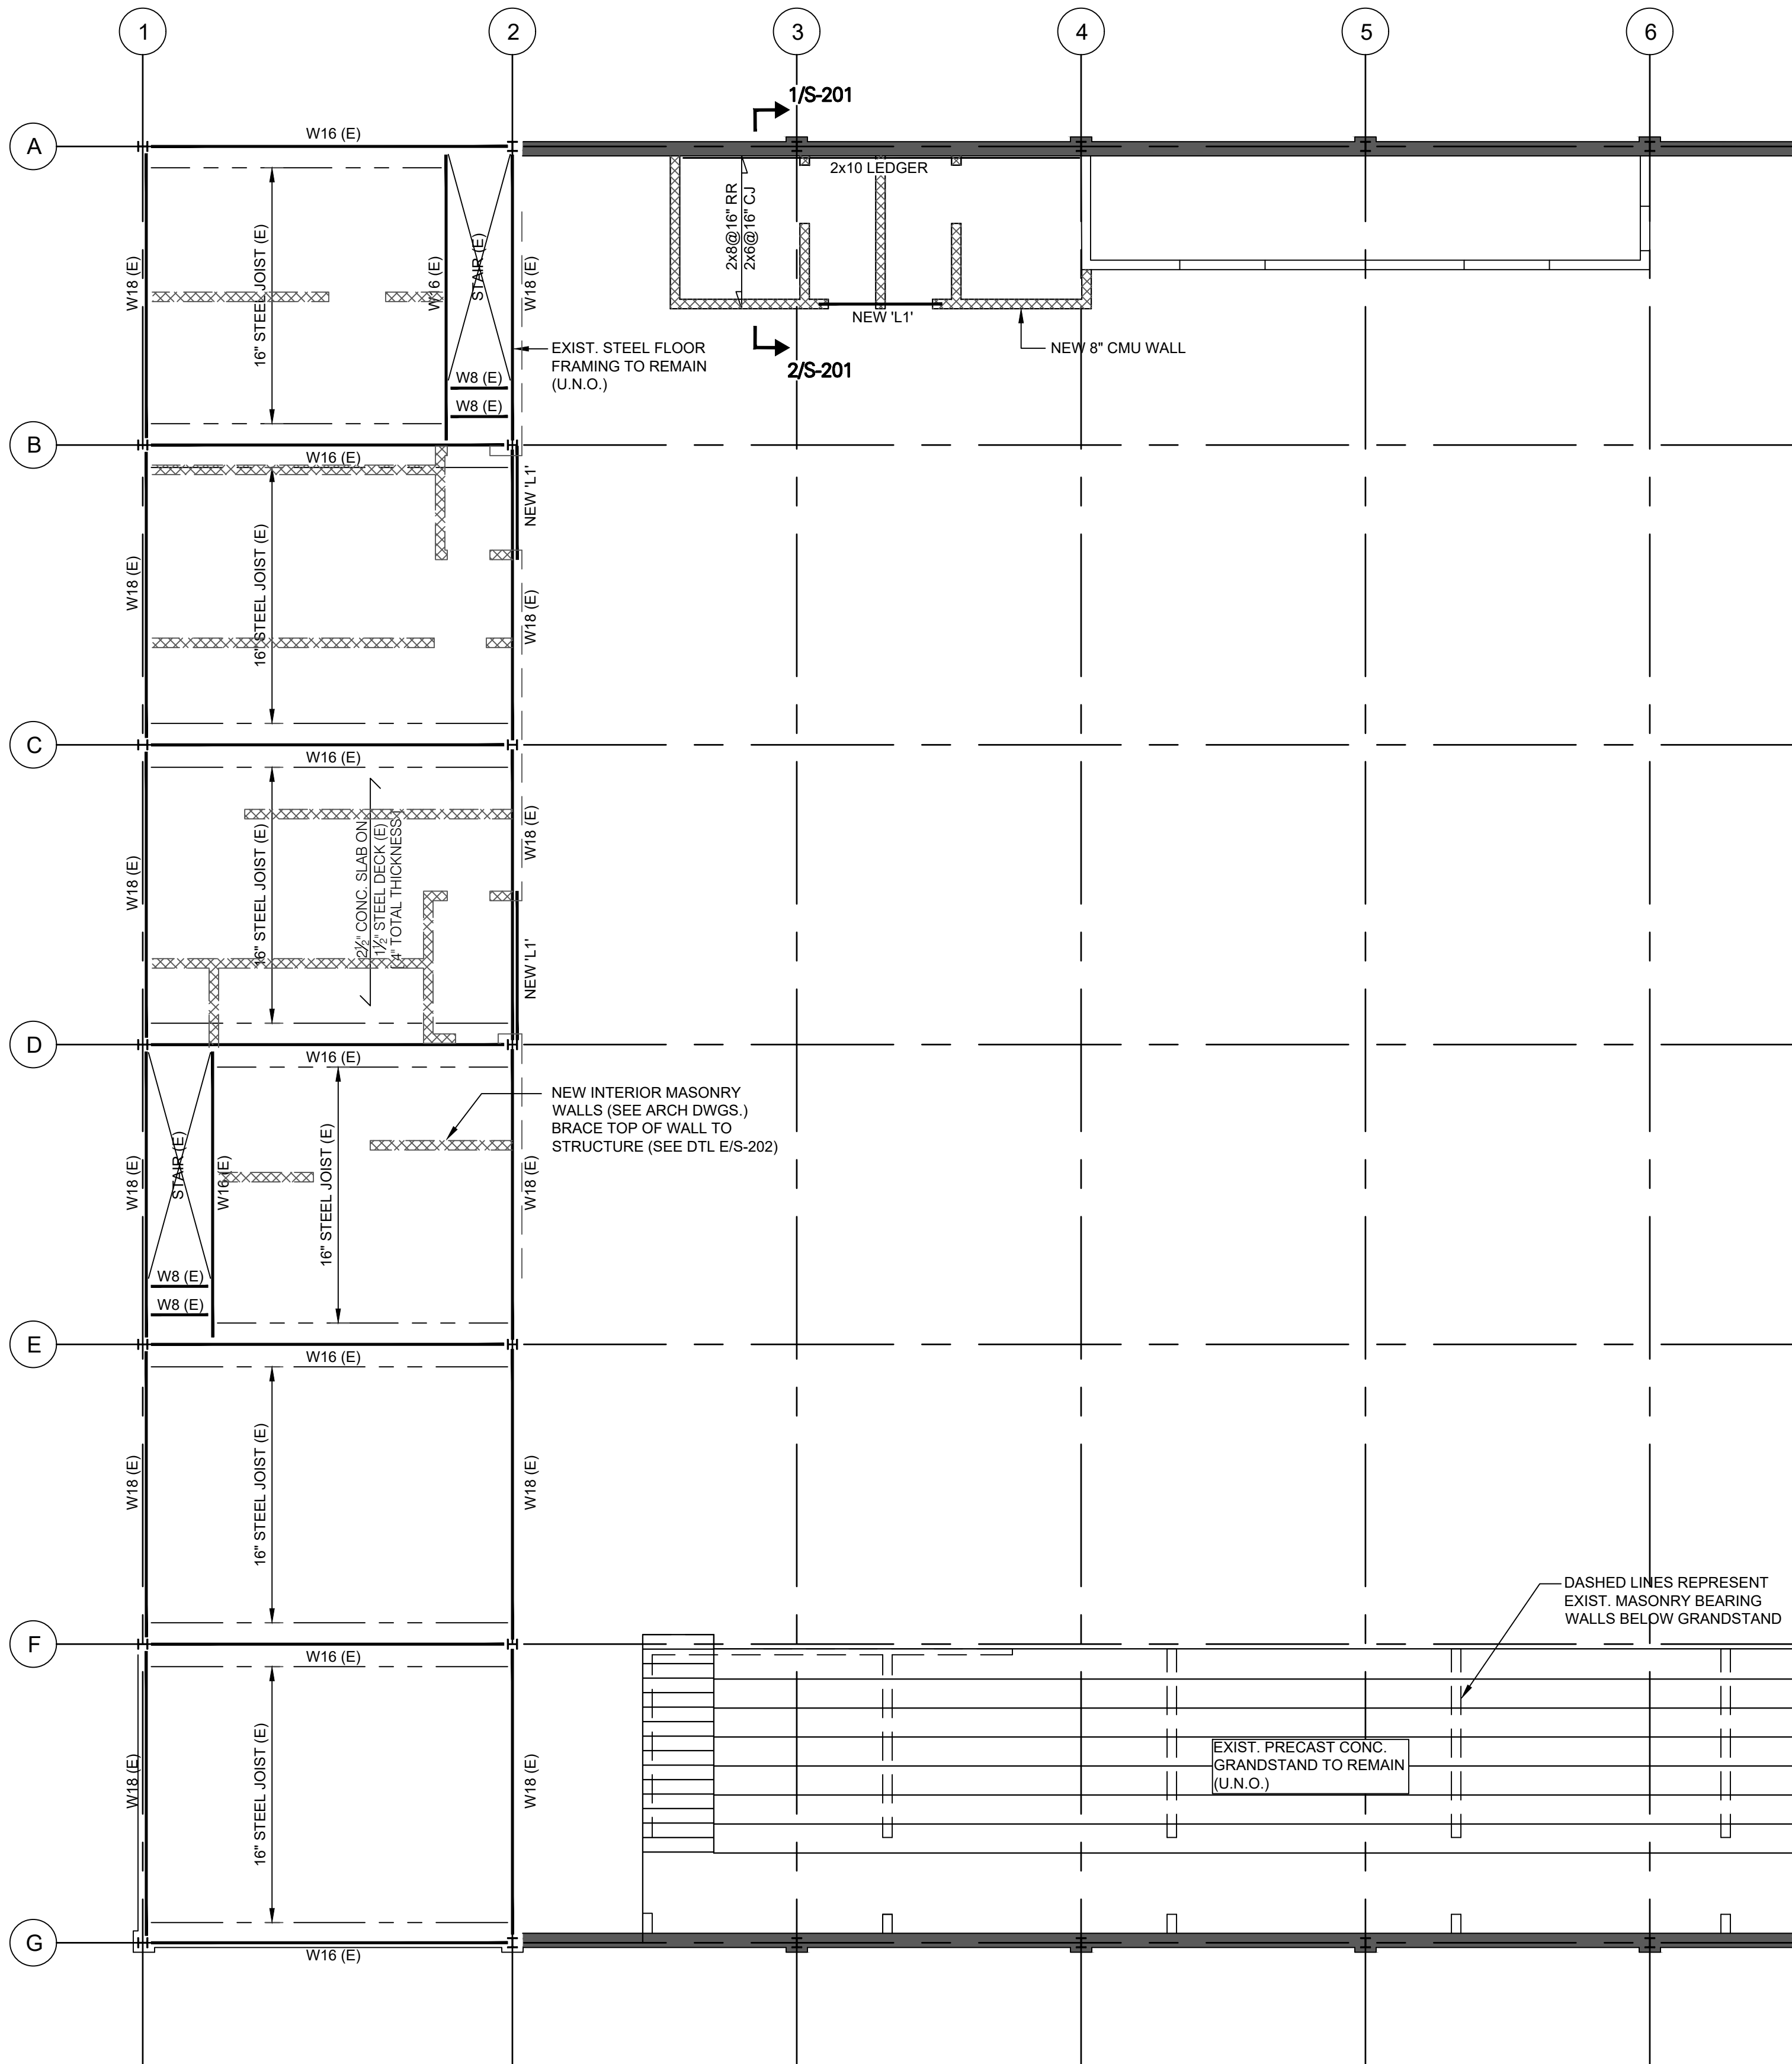 1
2
3
4
5
6
1/S-201
A
W16 (E)
2x10 LEDGER
2x8@16" RR
2x6@16" CJ
W18 (E)
16" STEEL JOIST (E)
W16 (E)
STAIR (E)
W18 (E)
NEW 'L1'
NEW 8" CMU WALL
2/S-201
EXIST. STEEL FLOOR
FRAMING TO REMAIN
(U.N.O.)
W8 (E)
W8 (E)
B
W16 (E)
NEW 'L1'
W18 (E)
16" STEEL JOIST (E)
W18 (E)
C
W16 (E)
W18 (E)
16" STEEL JOIST (E)
2½" CONC. SLAB ON
1½" STEEL DECK (E)
4" TOTAL THICKNESS
W18 (E)
NEW 'L1'
D
W16 (E)
NEW INTERIOR MASONRY
WALLS (SEE ARCH DWGS.)
BRACE TOP OF WALL TO
STRUCTURE (SEE DTL E/S-202)
W18 (E)
STAIR (E)
W16 (E)
16" STEEL JOIST (E)
W18 (E)
W8 (E)
W8 (E)
E
W16 (E)
W18 (E)
16" STEEL JOIST (E)
W18 (E)
DASHED LINES REPRESENT
EXIST. MASONRY BEARING
WALLS BELOW GRANDSTAND
F
W16 (E)
W18 (E)
16" STEEL JOIST (E)
W18 (E)
EXIST. PRECAST CONC.
GRANDSTAND TO REMAIN
(U.N.O.)
G
W16 (E)